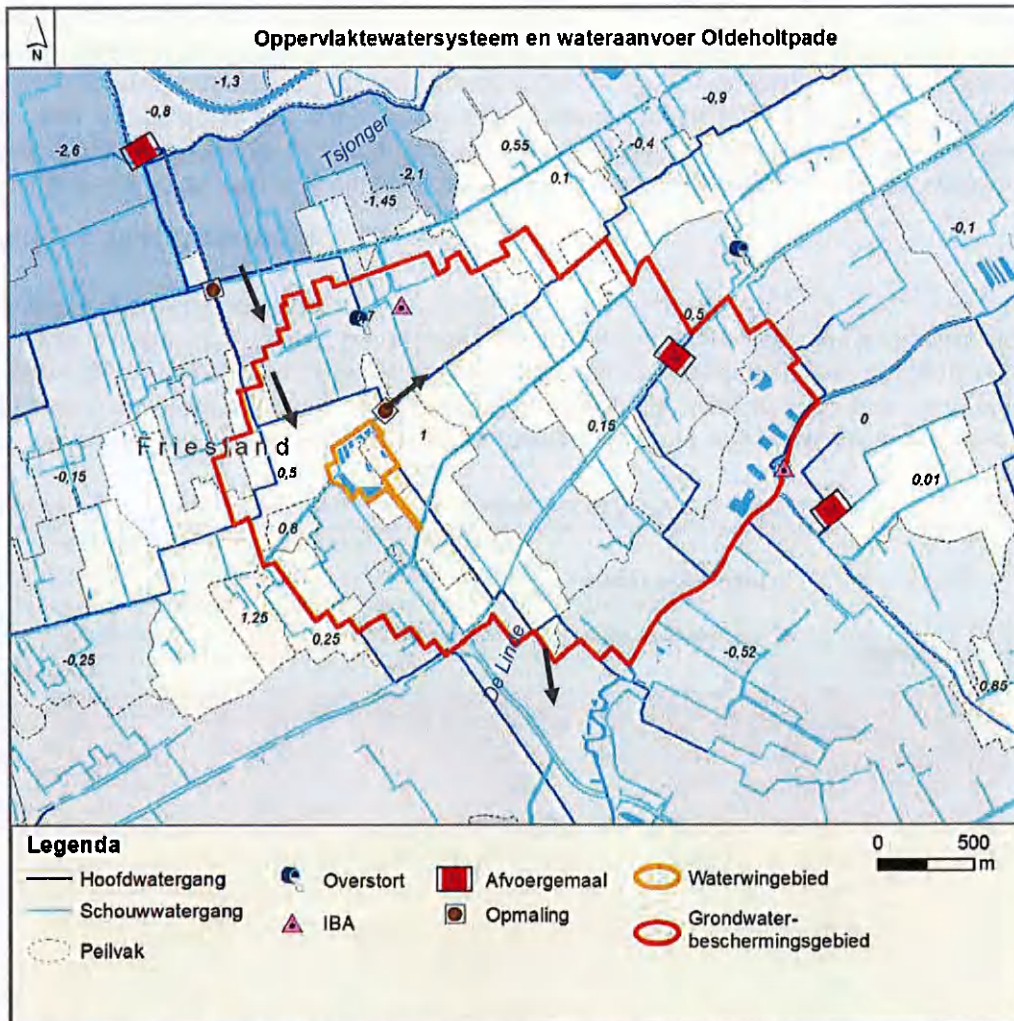 N
Oppervlaktewatersysteem en wateraanvoer Oldeholtpade
-1,3
-0,8
-0,9
-2,6
Tsjonger
0,55
-0,4
-2,1
0,1
-1,45
-0,1
0,5
1
0
Friesland
0,15
-0,15
0,5
0,01
0,8
1,25
0,25
-0,25
De Linde
-0,52
0,85
Legenda
Hoofdwatergang
Overstort
Afvoergemaal
Waterwingebied
0 500
m
Schouwwatergang
IBA
Opmaling
Grondwater-
beschermingsgebied
Peilvak